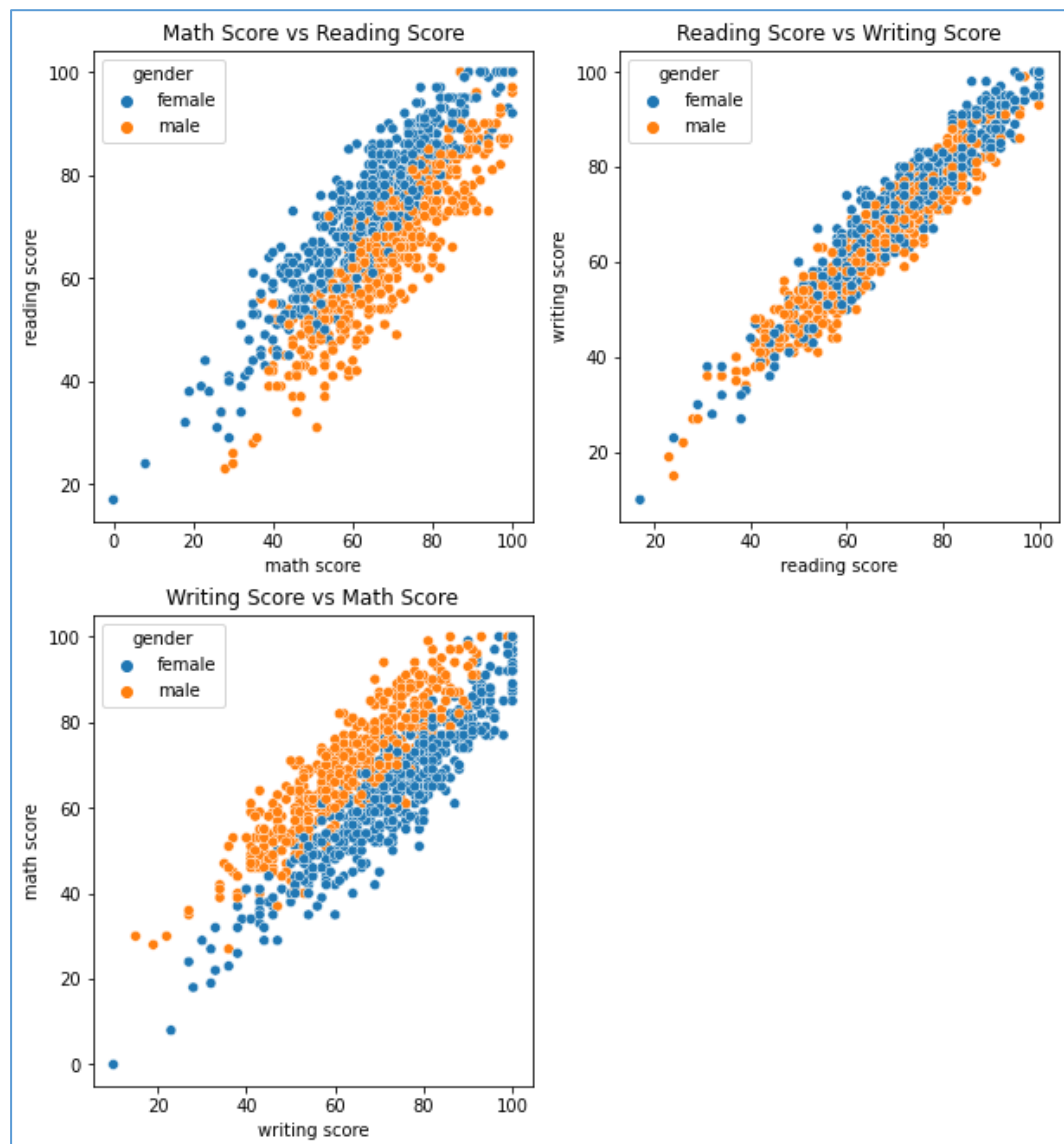 Math Score vs Reading Score
gender
female
male
100
80
60
40
20
reading score
0 20 40 60 80 100
math score
Reading Score vs Writing Score
gender
female
male
100
80
60
40
20
writing score
20 40 60 80 100
reading score
Writing Score vs Math Score
gender
female
male
100
80
60
40
20
0
math score
20 40 60 80 100
writing score